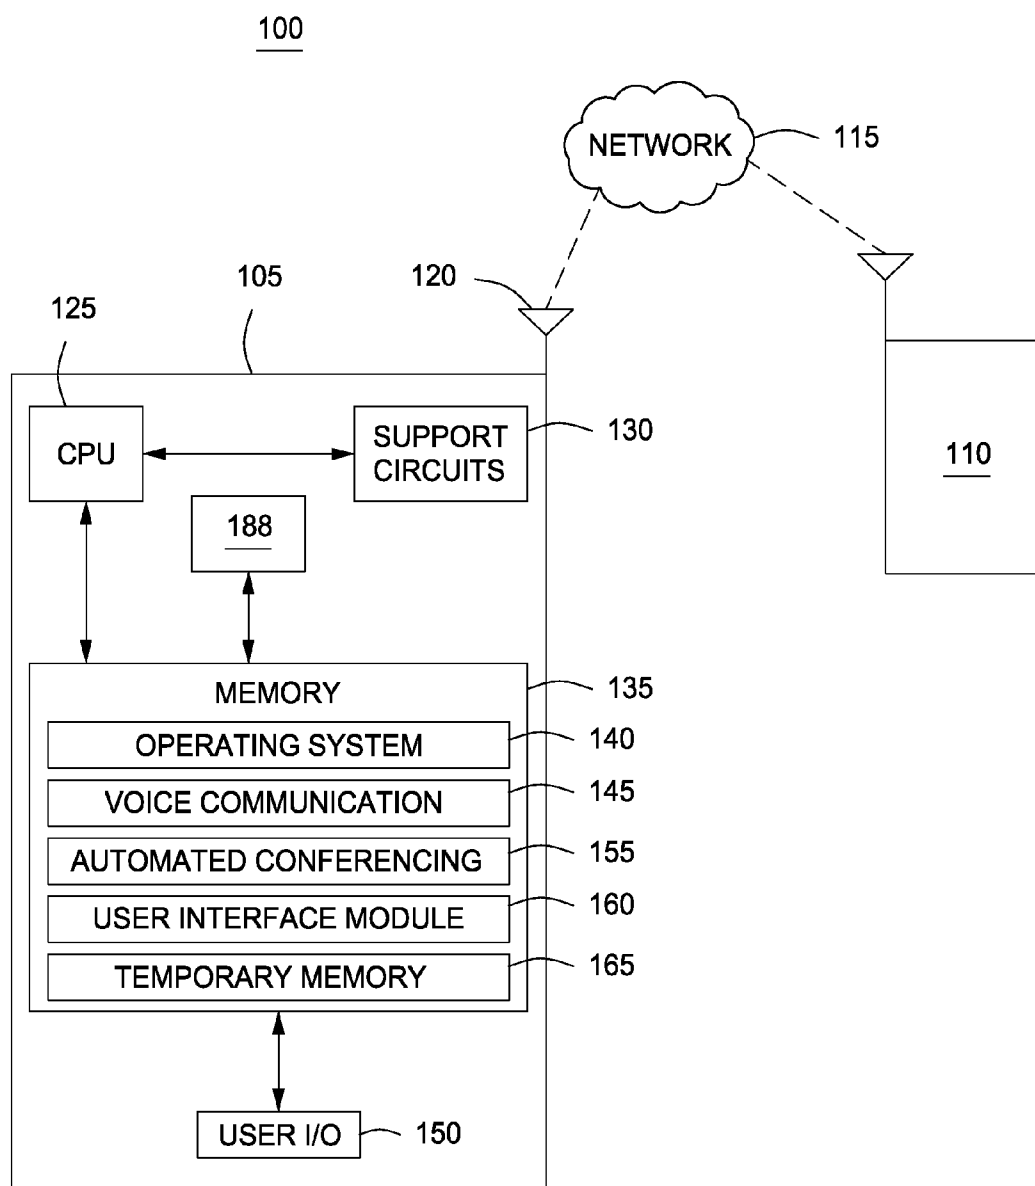 100
NETWORK
115
105
120
125
CPU
SUPPORT
CIRCUITS
130
110
188
MEMORY
135
OPERATING SYSTEM
140
VOICE COMMUNICATION
145
AUTOMATED CONFERENCING
155
USER INTERFACE MODULE
160
TEMPORARY MEMORY
165
USER I/O
150